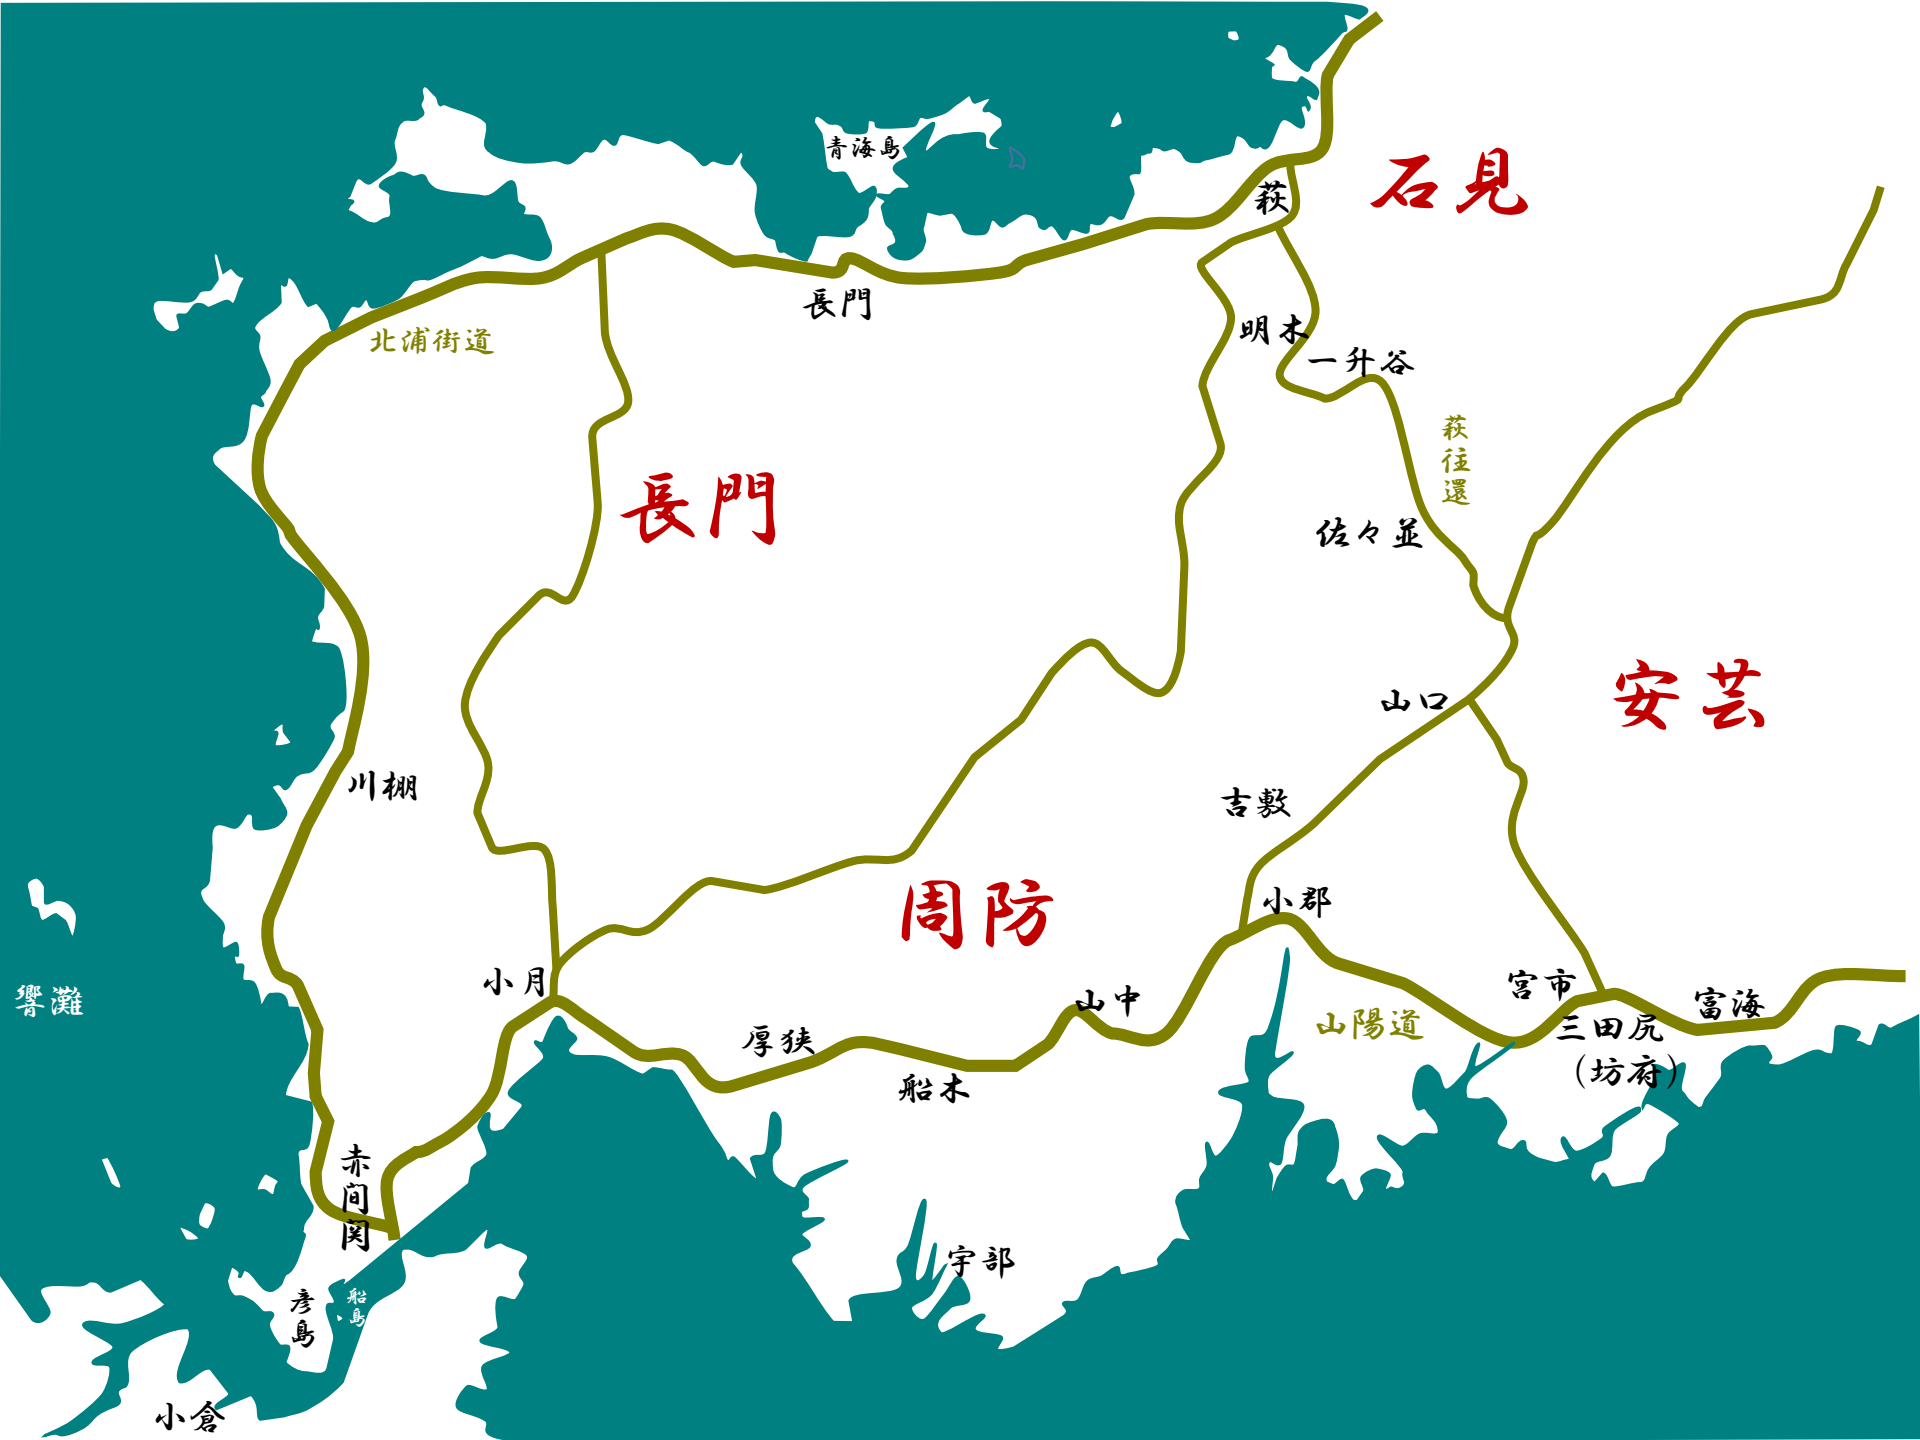 青海島
石見
萩
長門
北浦街道
明木
一升谷
萩往還
長門
佐々並
安芸
山口
川棚
吉敷
周防
小郡
小月
宮市
響灘
富海
山中
厚狭
山陽道
三田尻
(坊府)
船木
赤间関
宇部
彦島
船島
小倉